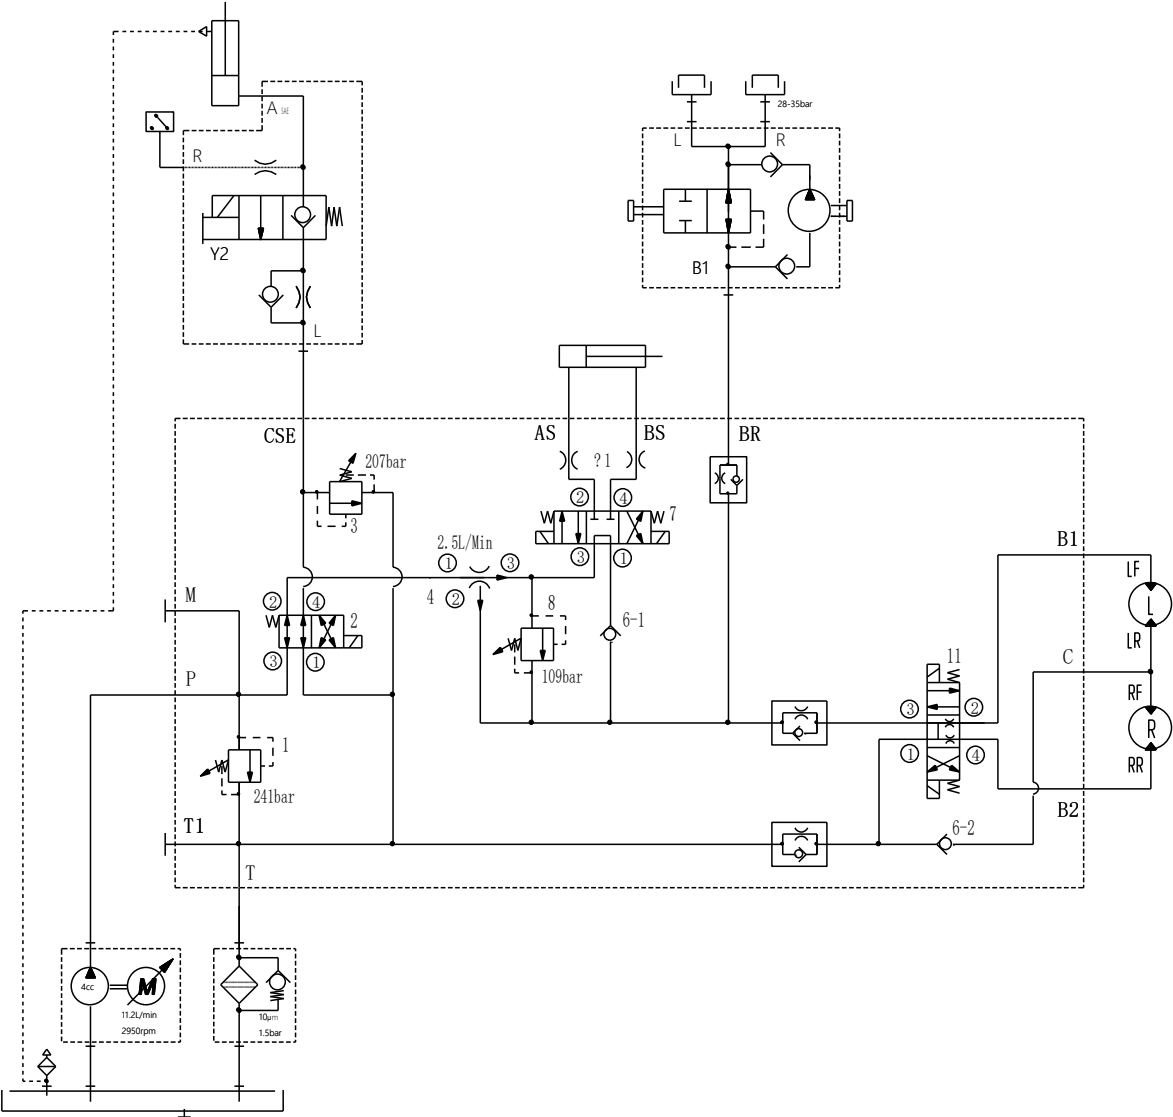 A SAE
R
Y2
L
28-35bar
L R
B1
CSE
AS
BS
BR
207bar
3
? 1
② ④
7
③ ①
2.5L/Min
① ③
4 ②
8
6-1
109bar
M
② ④
2
③ ①
P
1
241bar
T1
T
B1
LF
L
LR
C
RF
R
RR
B2
11
③ ②
① ④
6-2
4cc
M
11.2L/min
2950rpm
10µm
1.5bar